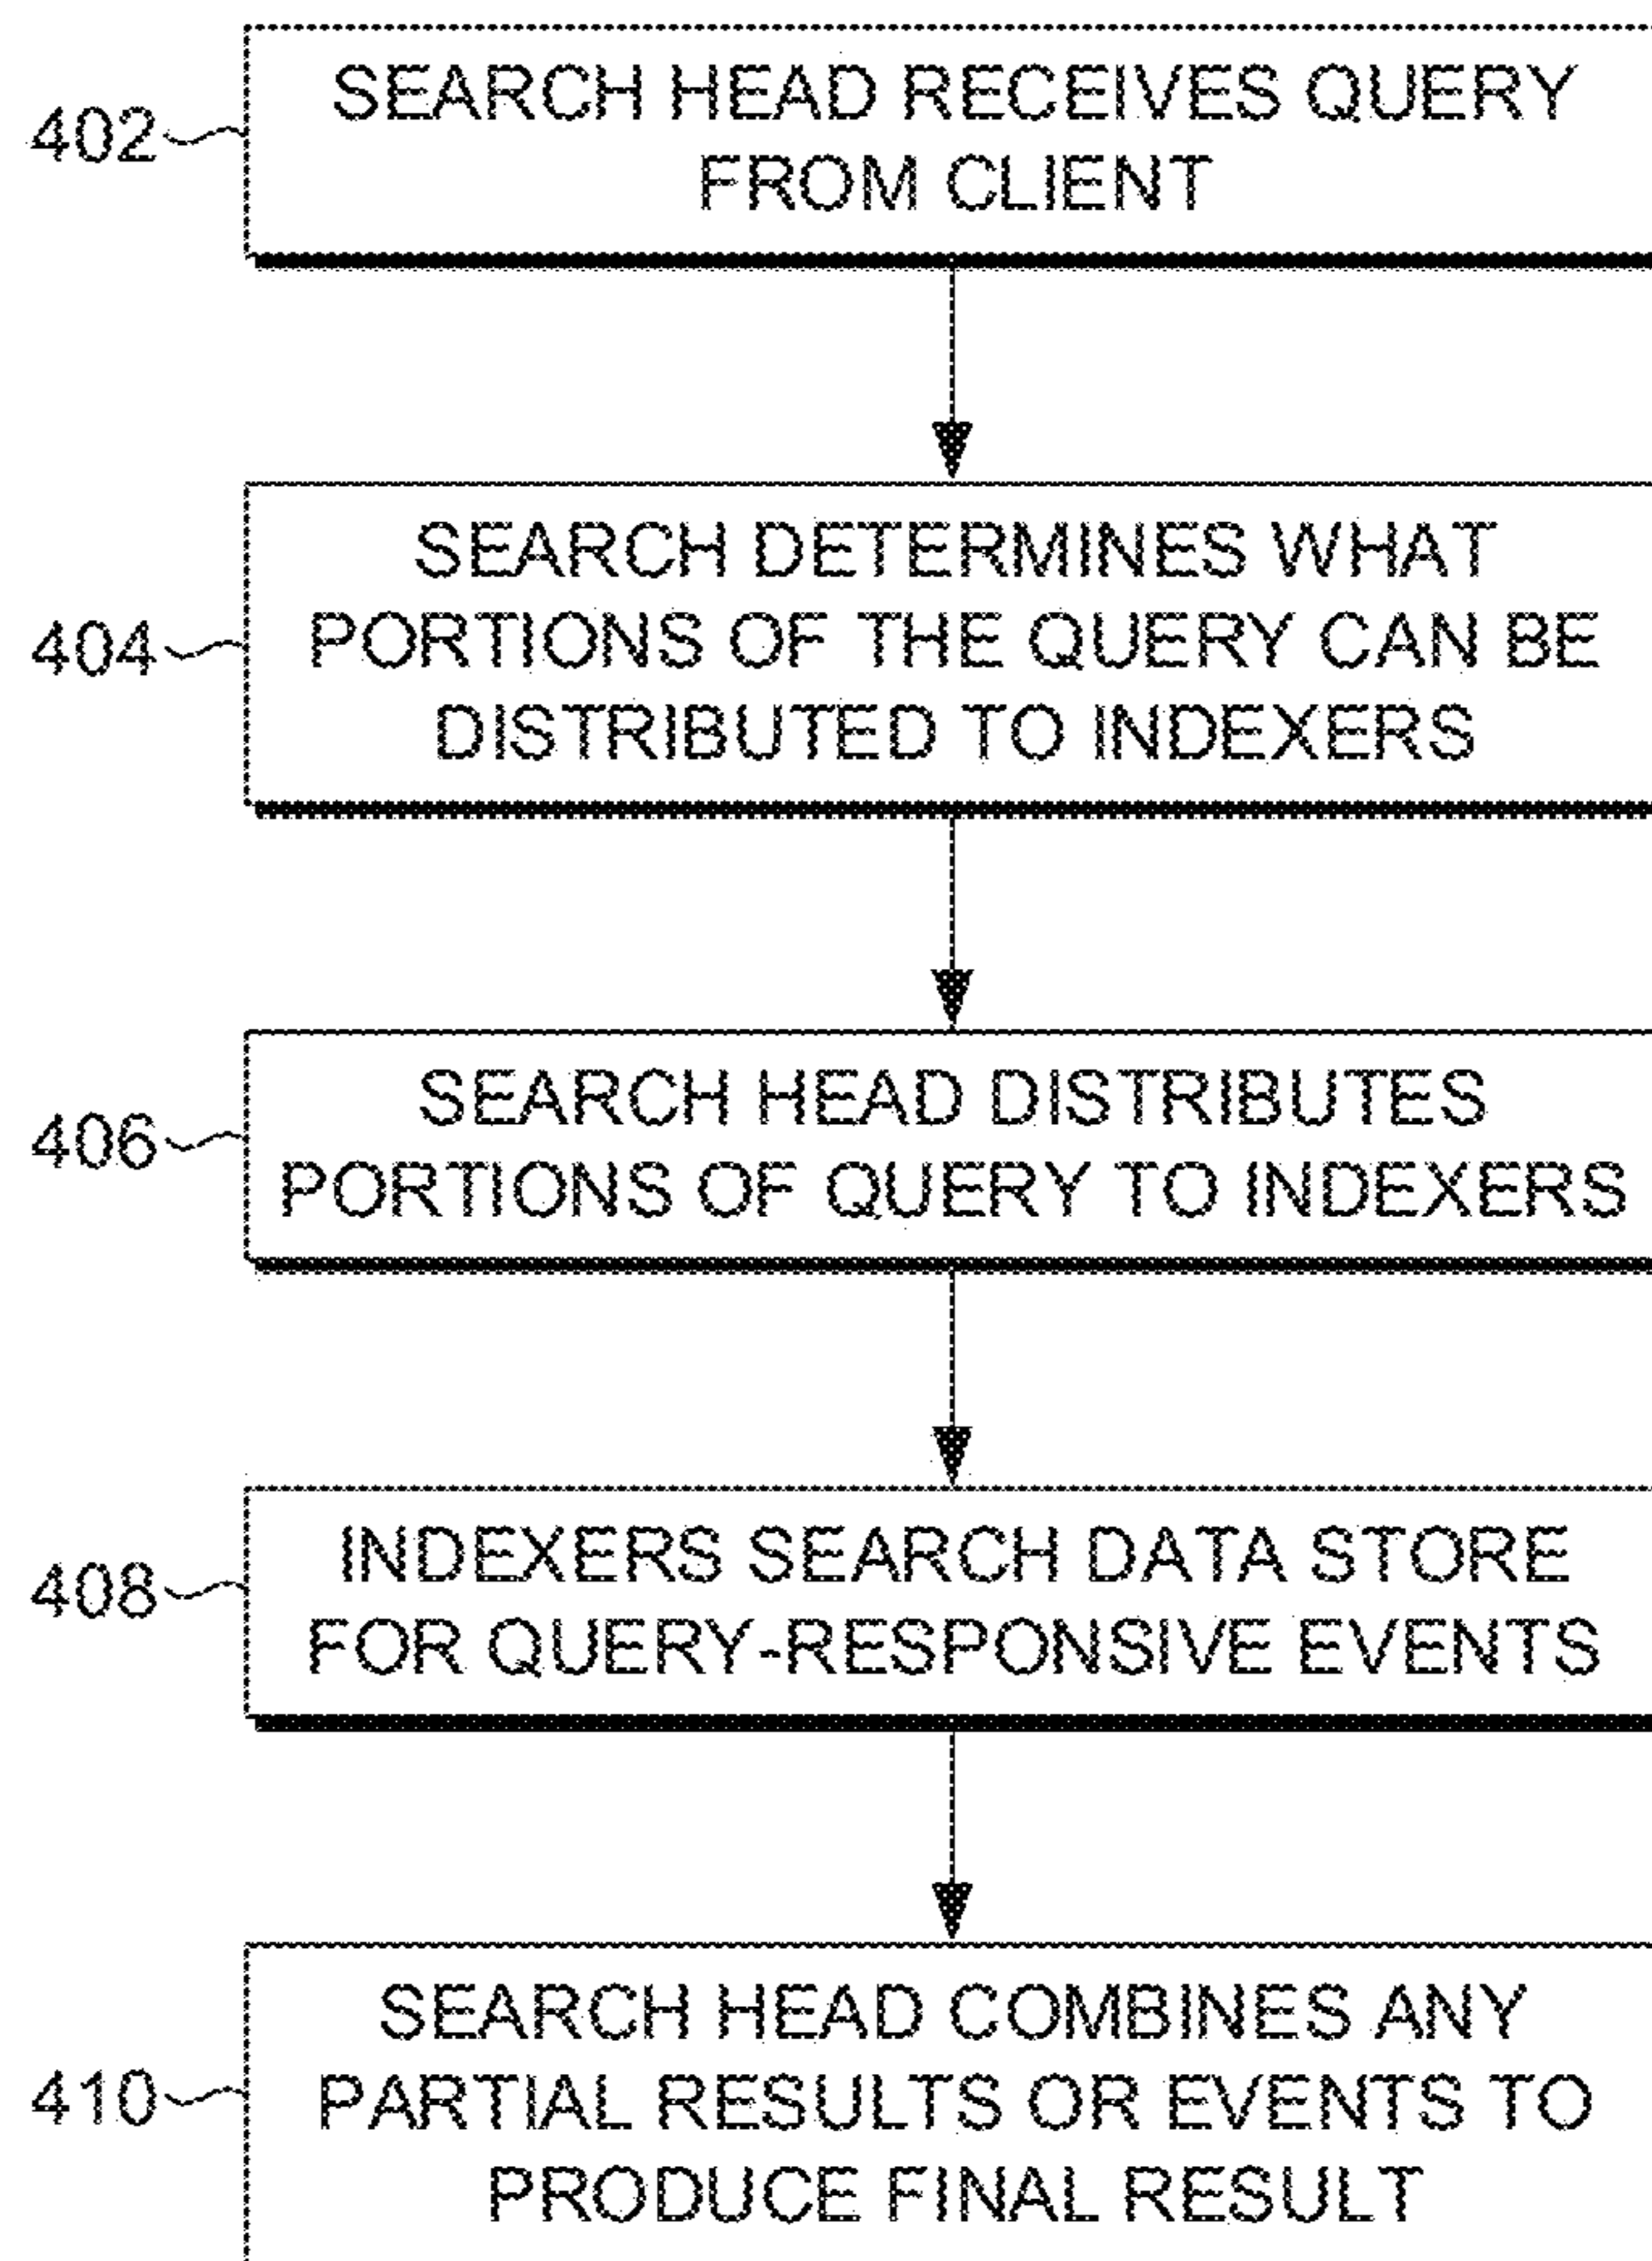 SEARCH HEAD RECEIVES QUERY
402
FROM CLIENT
SEARCH DETERMINES WHAT
404
PORTIONS OF THE QUERY CAN BE
DISTRIBUTED TO INDEXERS
SEARCH HEAD DISTRIBUTES
406
PORTIONS OF QUERY TO INDEXERS
INDEXERS SEARCH DATA STORE
408
FOR QUERY-RESPONSIVE EVENTS
SEARCH HEAD COMBINES ANY
410
PARTIAL RESULTS OR EVENTS TO
PRODUCE FINAL RESULT